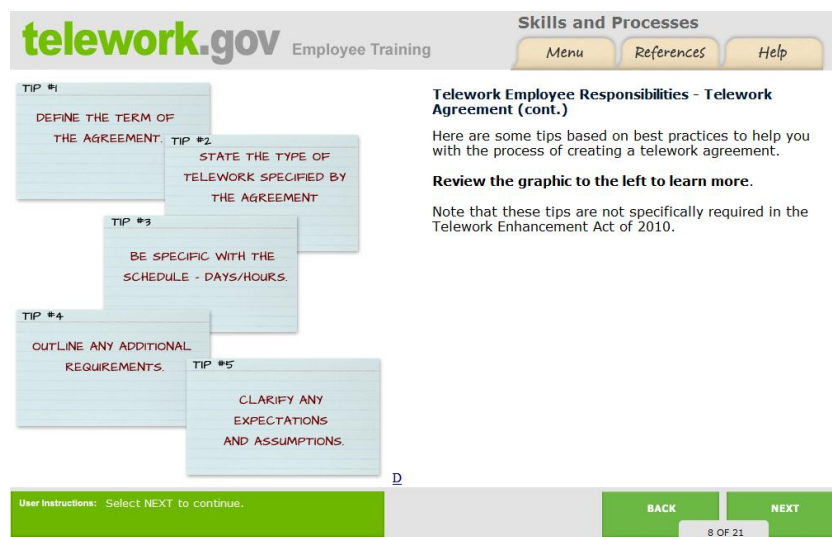 telework.gov Employee Training
Skills and Processes
Menu
References
Help
TIP #1
DEFINE THE TERM OF
THE AGREEMENT.
TIP #2
STATE THE TYPE OF
TELEWORK SPECIFIED BY
THE AGREEMENT
TIP #3
BE SPECIFIC WITH THE
SCHEDULE - DAYS/HOURS.
TIP #4
OUTLINE ANY ADDITIONAL
REQUIREMENTS.
TIP #5
CLARIFY ANY
EXPECTATIONS
AND ASSUMPTIONS.
D
Telework Employee Responsibilities - Telework
Agreement (cont.)
Here are some tips based on best practices to help you
with the process of creating a telework agreement.
Review the graphic to the left to learn more.
Note that these tips are not specifically required in the
Telework Enhancement Act of 2010.
User Instructions: Select NEXT to continue.
BACK
NEXT
8 OF 21